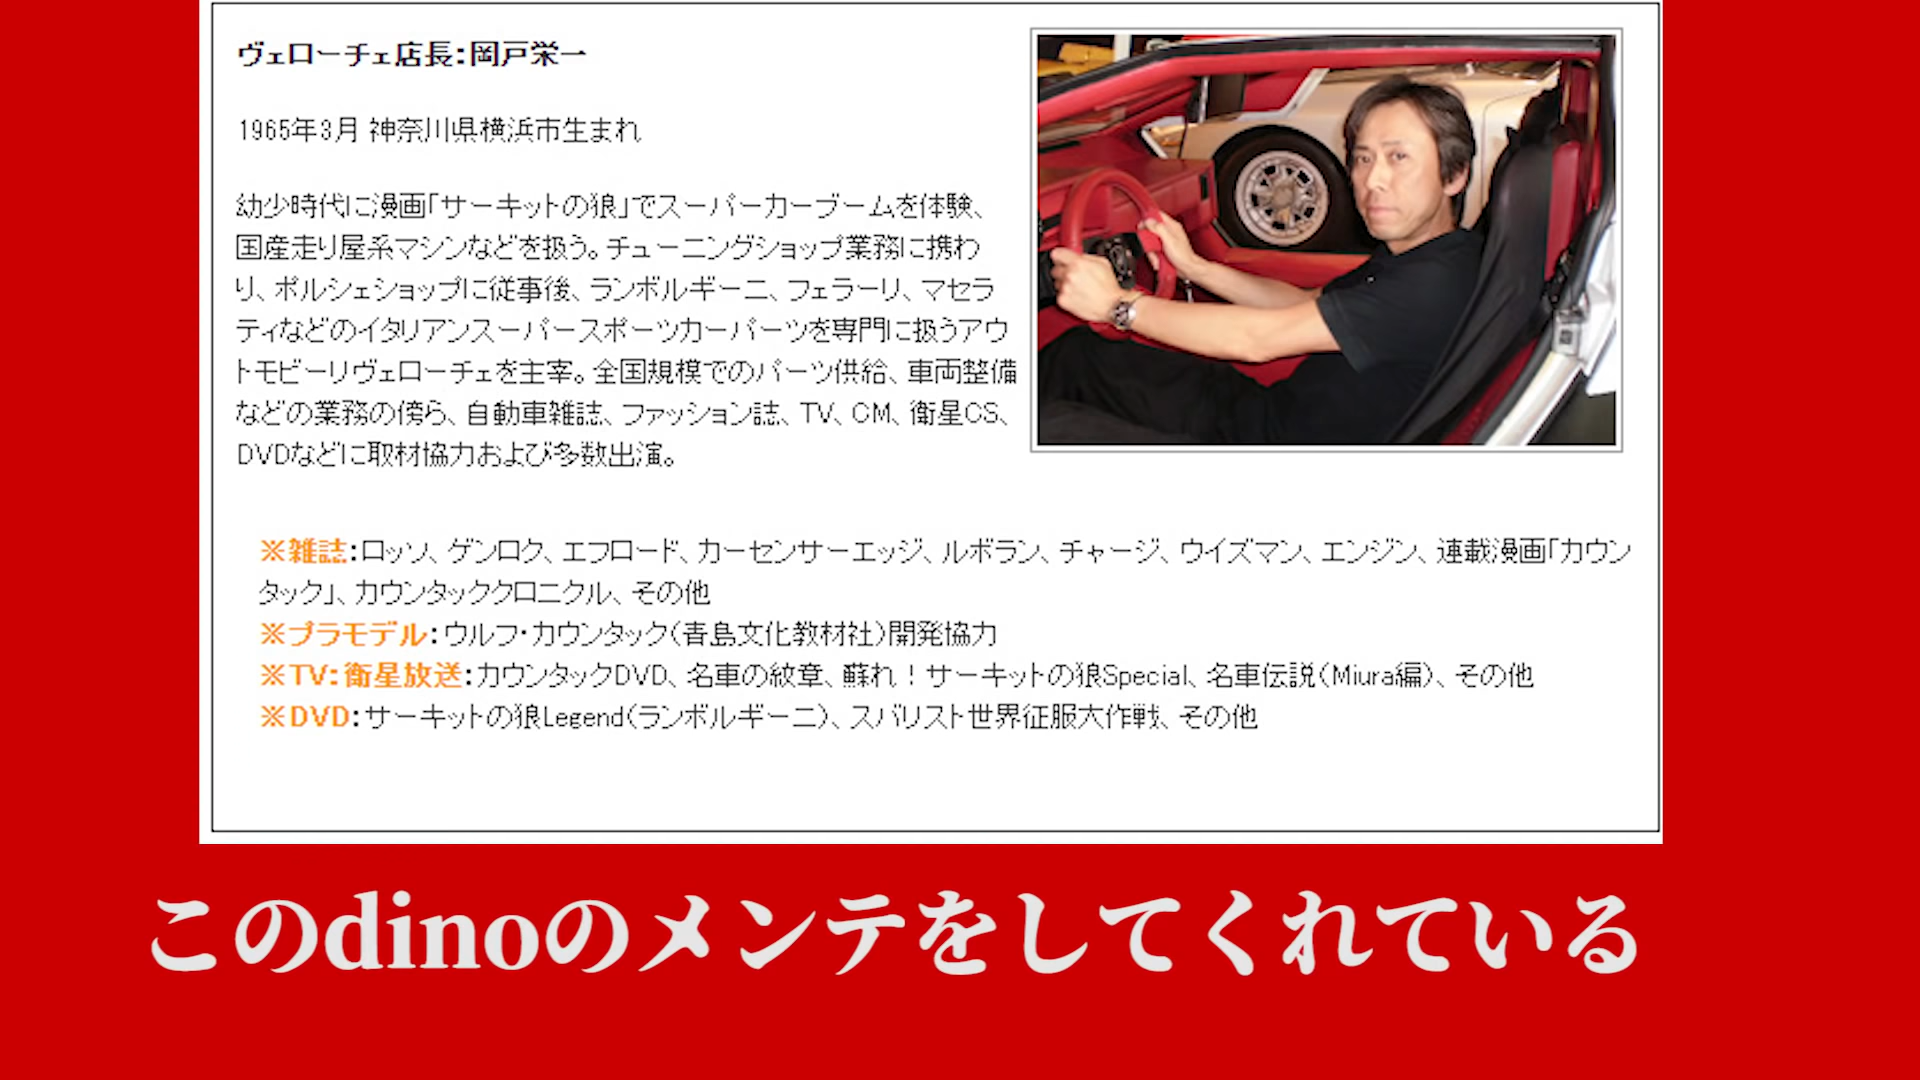 ヴェローチェ店長：岡戸栄一
1965年3月 神奈川県横浜市生まれ
幼少時代に漫画「サーキットの狼」でスーパーカーブームを体験、
国産走り屋系マシンなどを扱う。チューニングショップ業務に携わ
り、ポルシェショップに従事後、ランボルギーニ、フェラーリ、マセラ
ティなどのイタリアンスーパースポーツカーパーツを専門に扱うアウ
トモビーリヴェローチェを主宰。全国規模でのパーツ供給、車両整備
などの業務の傍ら、自動車雑誌、ファッション誌、TV、CM、衛星CS、
DVDなどに取材協力および多数出演。
※雑誌：ロッソ、ゲンロク、エフロード、カーセンサーエッジ、ルボラン、チャージ、ウイズマン、エンジン、連載漫画「カウン
タック」、カウンタッククロニクル、その他
※プラモデル：ウルフ・カウンタック（青島文化教材社）開発協力
※TV：衛星放送：カウンタックDVD、名車の紋章、蘇れ！サーキットの狼Special、名車伝説（Miura編）、その他
※DVD：サーキットの狼Legend（ランボルギーニ）、スバリスト世界征服大作戦、その他
このdinoのメンテをしてくれている